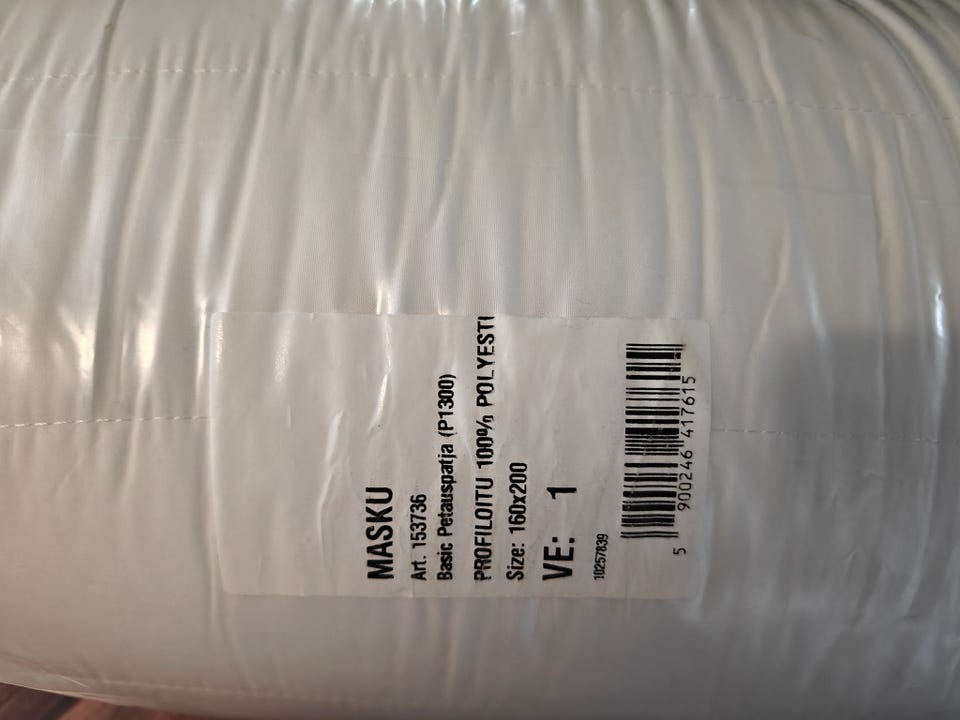 MASKU
Art. 153736
Basic Petauspatja (P1300)
PROFILOITU 100% POLYESTI
Size: 160x200
VE: 1
10257839
5 900246 417615